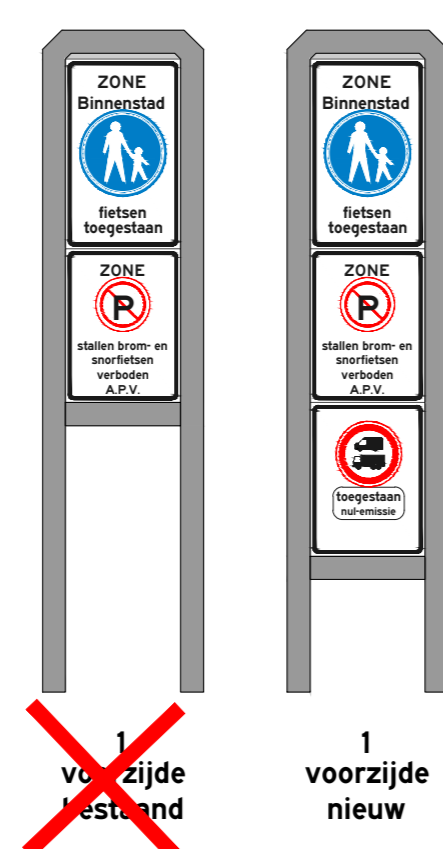 ZONE
Binnenstad
fietsen
toegestaan
ZONE
P
stallen brom- en
snorfietsen
verboden
A.P.V.
1
voorzijde
bestaand
ZONE
Binnenstad
fietsen
toegestaan
ZONE
P
stallen brom- en
snorfietsen
verboden
A.P.V.
toegestaan
nul-emissie
1
voorzijde
nieuw